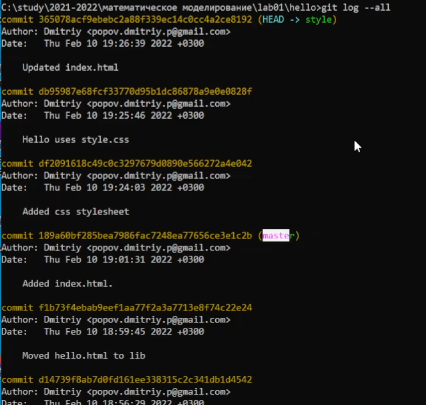 C:\study\2021-2022\математическое моделирование\lab01\hello>git log --all
commit 365078acf9ebebc2a88f339ec14c0cc4a2ce8192 (HEAD -> style)
Author: Dmitriy <popov.dmitriy.p@gmail.com>
Date: Thu Feb 10 19:26:39 2022 +0300
Updated index.html
commit db95987e68fcf33770d95b1dc86878a9e0e0828f
Author: Dmitriy <popov.dmitriy.p@gmail.com>
Date: Thu Feb 10 19:25:46 2022 +0300
Hello uses style.css
commit df2091618c49c0c3297679d0890e566272a4e042
Author: Dmitriy <popov.dmitriy.p@gmail.com>
Date: Thu Feb 10 19:24:03 2022 +0300
Added css stylesheet
commit 189a60bf285bea7986fac7248ea77656ce3e1c2b (master)
Author: Dmitriy <popov.dmitriy.p@gmail.com>
Date: Thu Feb 10 19:01:31 2022 +0300
Added index.html.
commit f1b73f4ebab9eef1aa77f2a3a7713e8f74c22e24
Author: Dmitriy <popov.dmitriy.p@gmail.com>
Date: Thu Feb 10 18:59:45 2022 +0300
Moved hello.html to lib
commit d14739f8ab7d0fd161ee338315c2c341db1d4542
Author: Dmitriy <popov.dmitriy.p@gmail.com>
Date: Thu Feb 10 18:56:29 2022 +0300